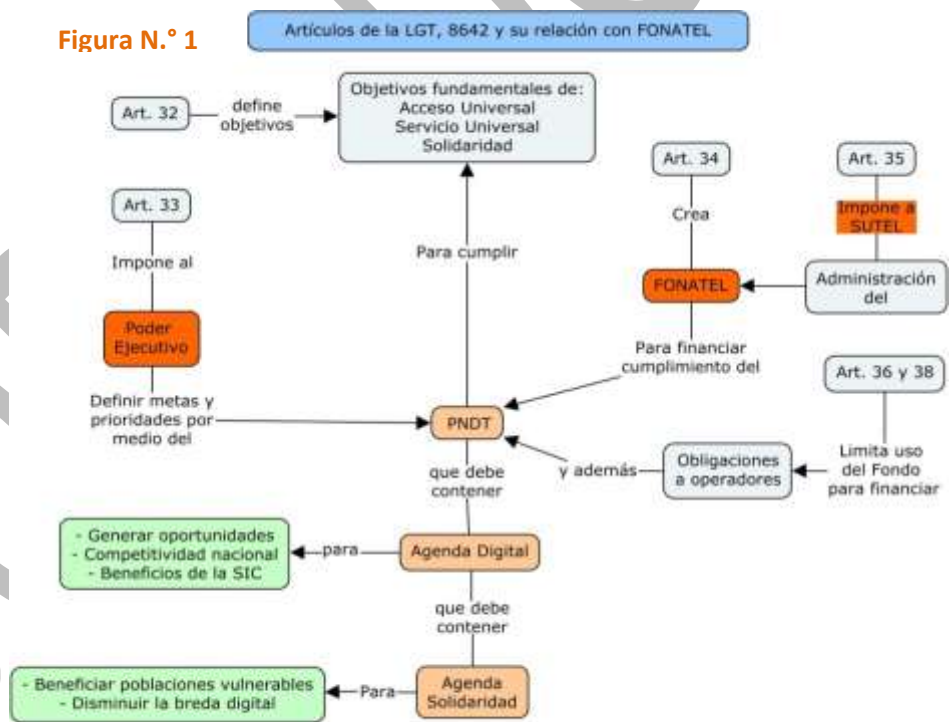 Figura N.° 1
Artículos de la LGT, 8642 y su relación con FONATEL
Art. 32
define
objetivos
Objetivos fundamentales de:
Acceso Universal
Servicio Universal
Solidaridad
Art. 33
Impone al
Poder
Ejecutivo
Definir metas y
prioridades por
medio del
Para cumplir
Art. 34
Crea
FONATEL
Para financiar
cumplimiento del
Art. 35
Impone a
SUTEL
Administración
del
Art. 36 y 38
Limita uso
del Fondo
para financiar
Obligaciones
a operadores
y además
PNDT
que debe
contener
Agenda Digital
para
- Generar oportunidades
- Competitividad nacional
- Beneficios de la SIC
que debe
contener
Agenda
Solidaridad
Para
- Beneficiar poblaciones vulnerables
- Disminuir la breda digital